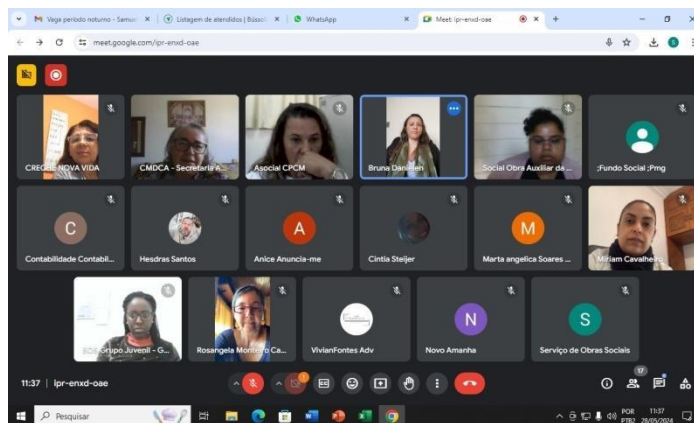 Vaga período noturno - Samue
Listagem de atendidos | Bússol
WhatsApp
Meet: ipr-enxd-oae
meet.google.com/ipr-enxd-oae
CRECHE NOVA VIDA
CMDCA - Secretaria A...
Asocial CPCM
Bruna Danielen
Social Obra Auxiliar da ...
;Fundo Social ;Pmg
C
Contabilidade Contabil...
Hesdras Santos
A
Anice Anuncia-me
Cintia Steijer
M
Marta angelica Soares ...
Miriam Cavalheiro
Grupo Juvenil - G...
Rosangela Monteiro Ca...
VivianFontes Adv
N
Novo Amanha
S
Serviço de Obras Sociais
11:37 | ipr-enxd-oae
17
Pesquisar
POR 11:37
PTB2 28/05/2024